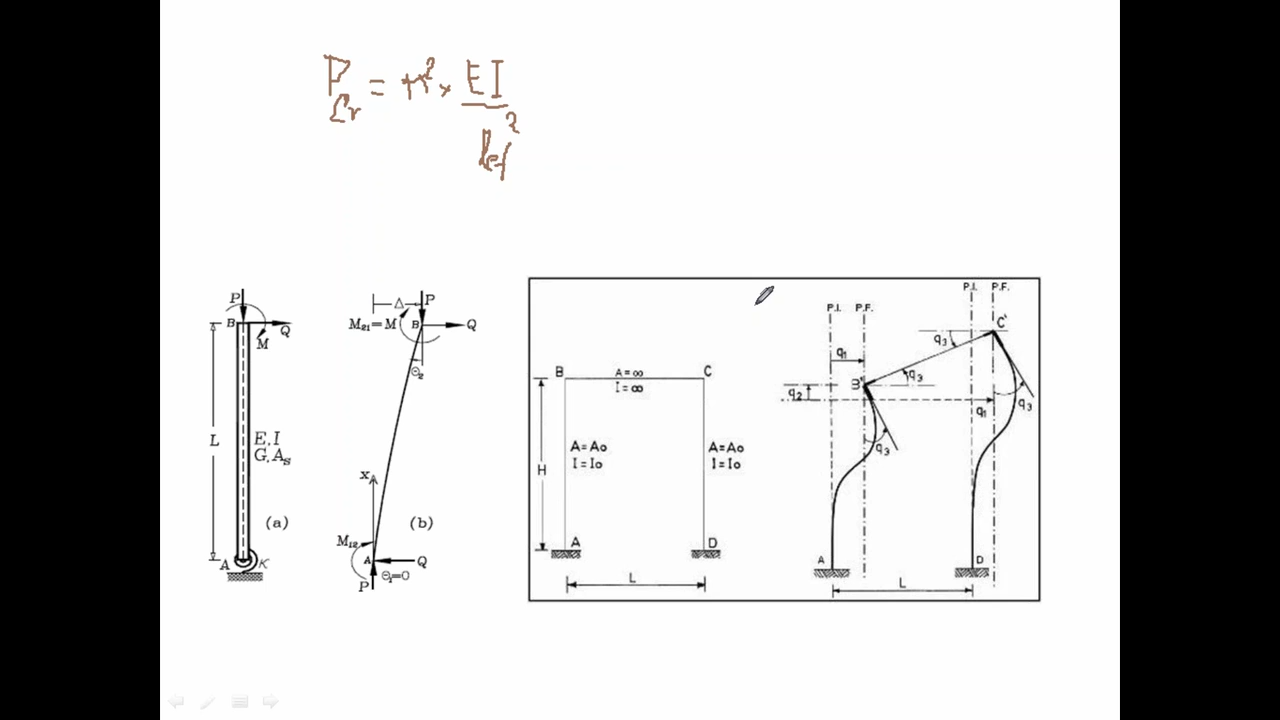 P_cr = π² × EI / lef²
P
B
Q
M
L
E, I
G, As
(a)
A
K
Δ
P
M21 = M
B
Q
Θ2
x
(b)
M12
A
Q
Θ1=0
P
B
A = ∞
I = ∞
C
H
A = Ao
I = Io
A = Ao
I = Io
A
D
L
P.I.
P.F.
P.I.
P.F.
C'
q3
q1
q3
B'
q2
q1
q3
q3
A
D
L